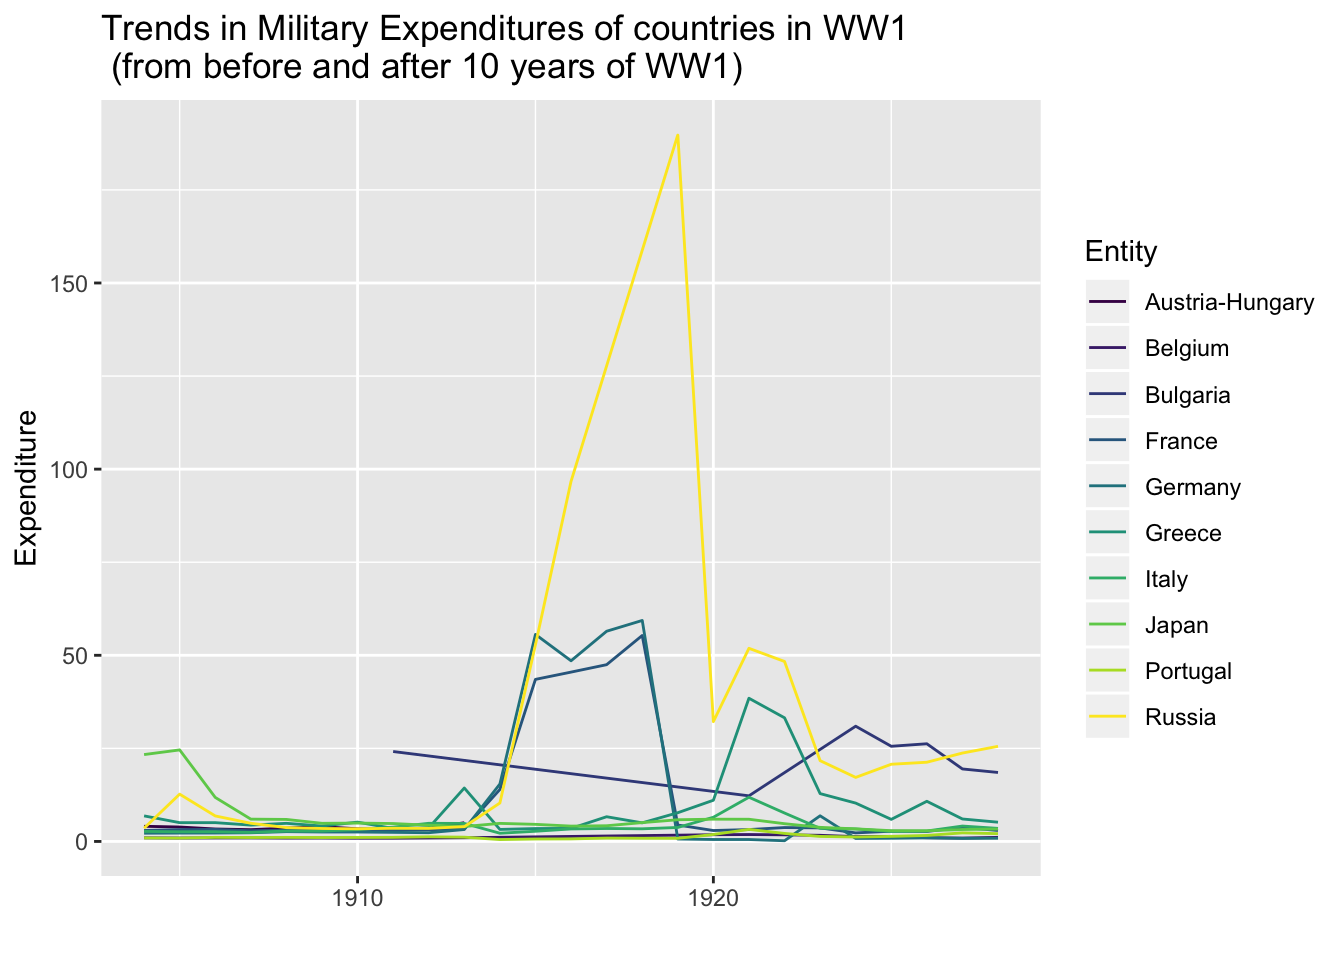 Trends in Military Expenditures of countries in WW1
(from before and after 10 years of WW1)
150
100
50
0
Expenditure
1910
1920
Entity
Austria-Hungary
Belgium
Bulgaria
France
Germany
Greece
Italy
Japan
Portugal
Russia